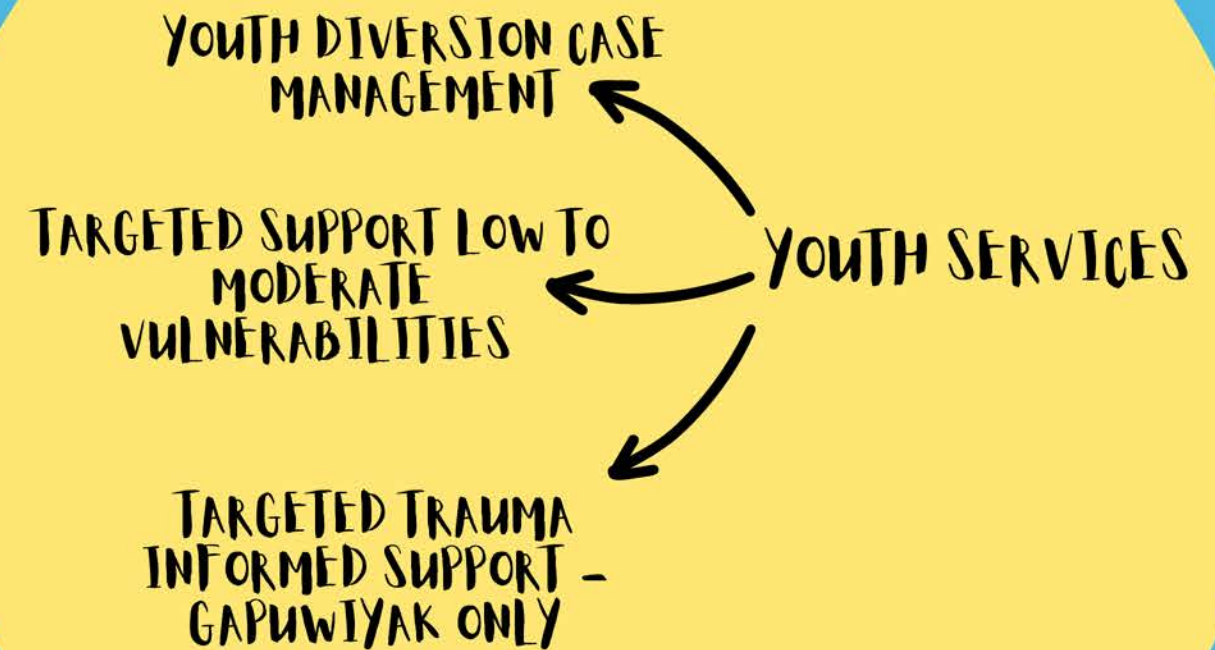 YOUTH DIVERSION CASE
MANAGEMENT
TARGETED SUPPORT LOW TO
MODERATE
VULNERABILITIES
YOUTH SERVICES
TARGETED TRAUMA
INFORMED SUPPORT -
GAPUWIYAK ONLY